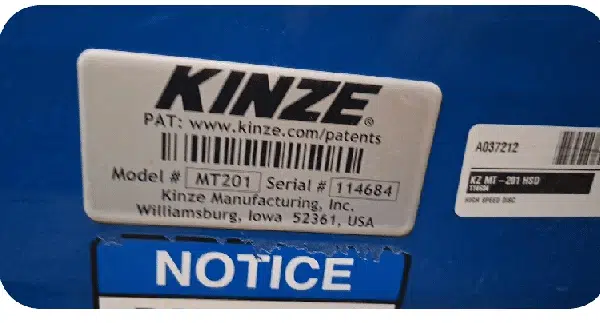 KINZE®
PAT: www.kinze.com/patents
Model # MT201 Serial # 114684
Kinze Manufacturing, Inc.
Williamsburg, Iowa 52361, USA
NOTICE
A037212
KZ MT - 201 HSD
114684
HIGH SPEED DISC